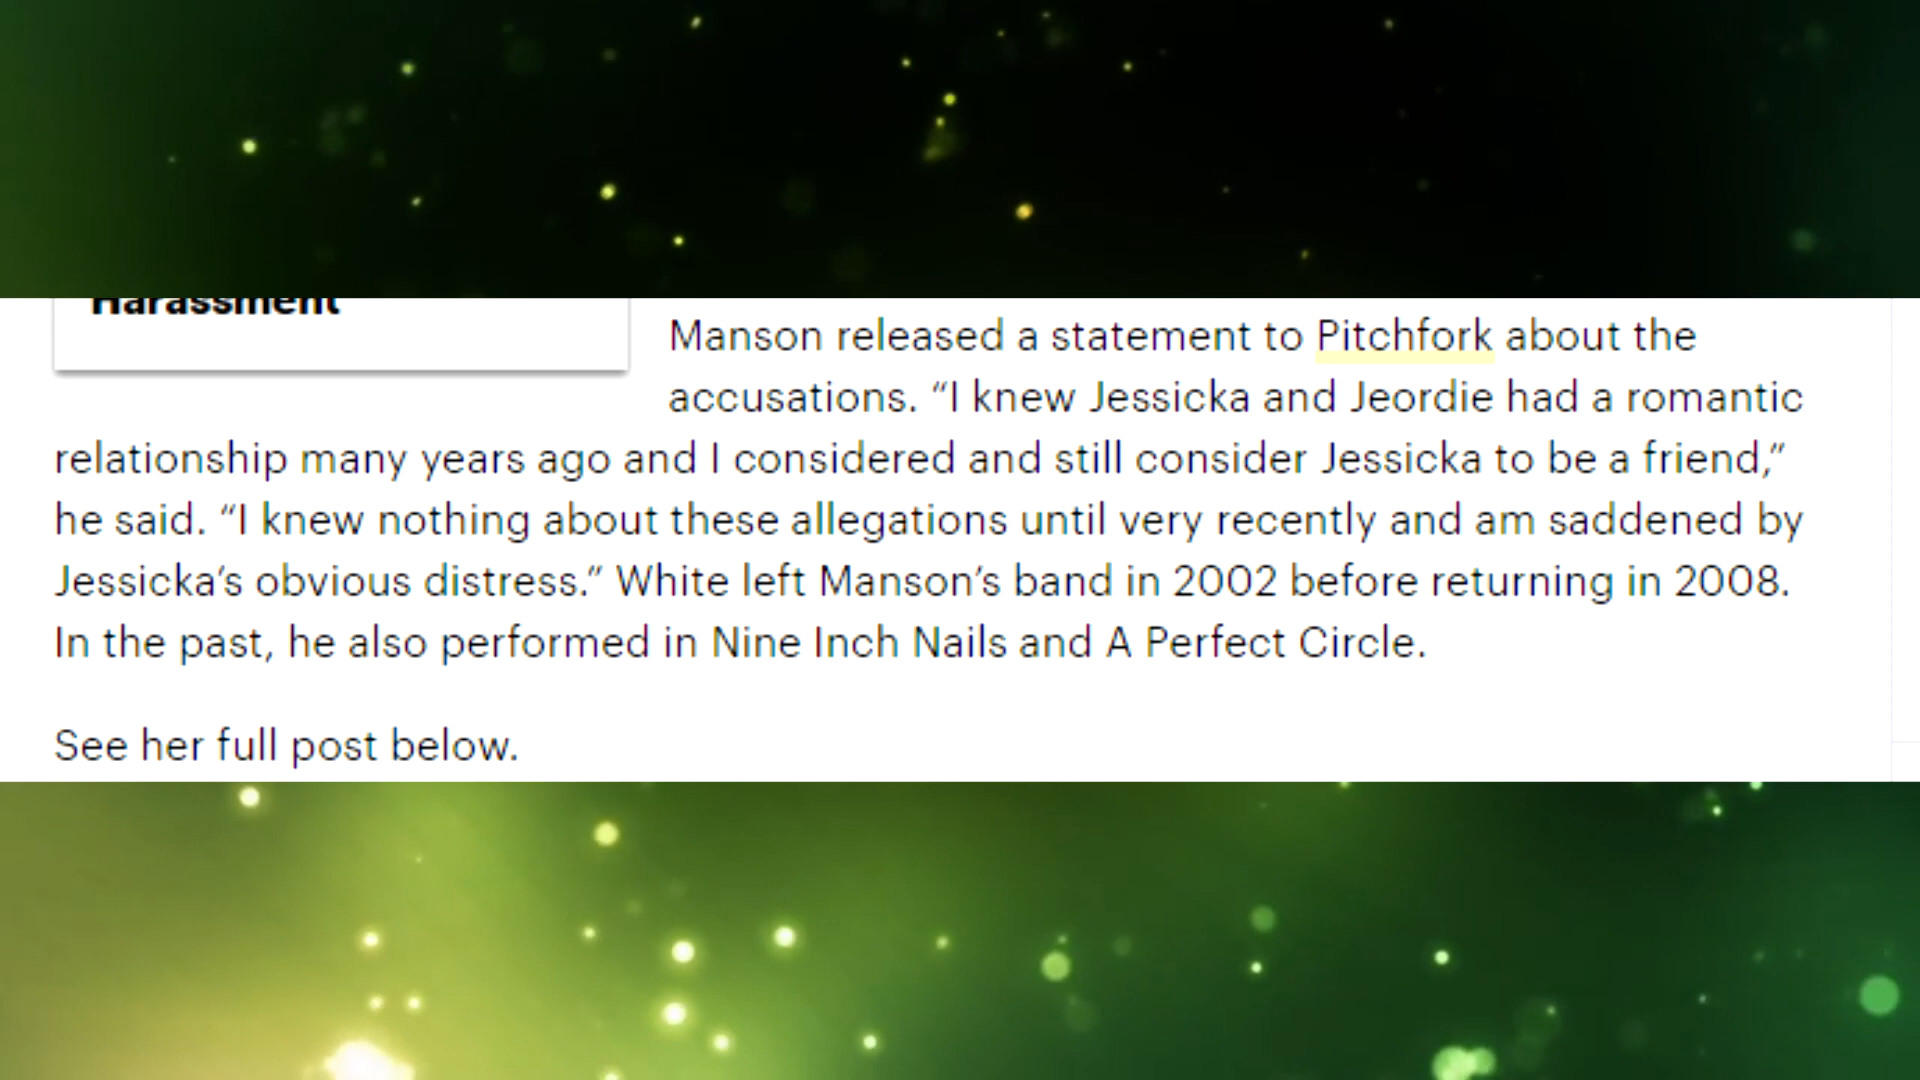 Harassment
Manson released a statement to Pitchfork about the
accusations. “I knew Jessicka and Jeordie had a romantic
relationship many years ago and I considered and still consider Jessicka to be a friend,”
he said. “I knew nothing about these allegations until very recently and am saddened by
Jessicka’s obvious distress.” White left Manson’s band in 2002 before returning in 2008.
In the past, he also performed in Nine Inch Nails and A Perfect Circle.
See her full post below.